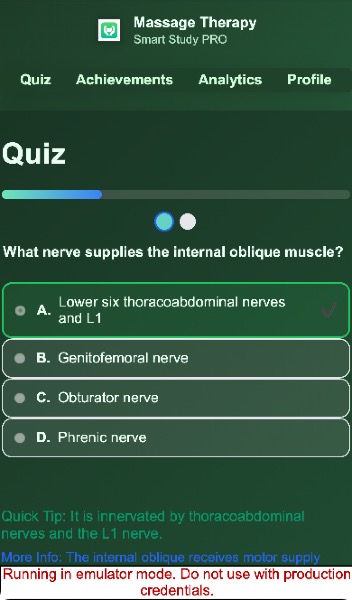 Massage Therapy
Smart Study PRO
Quiz Achievements Analytics Profile
Quiz
What nerve supplies the internal oblique muscle?
A. Lower six thoracoabdominal nerves
and L1
B. Genitofemoral nerve
C. Obturator nerve
D. Phrenic nerve
Quick Tip: It is innervated by thoracoabdominal
nerves and the L1 nerve.
More Info: The internal oblique receives motor supply
Running in emulator mode. Do not use with production
credentials.